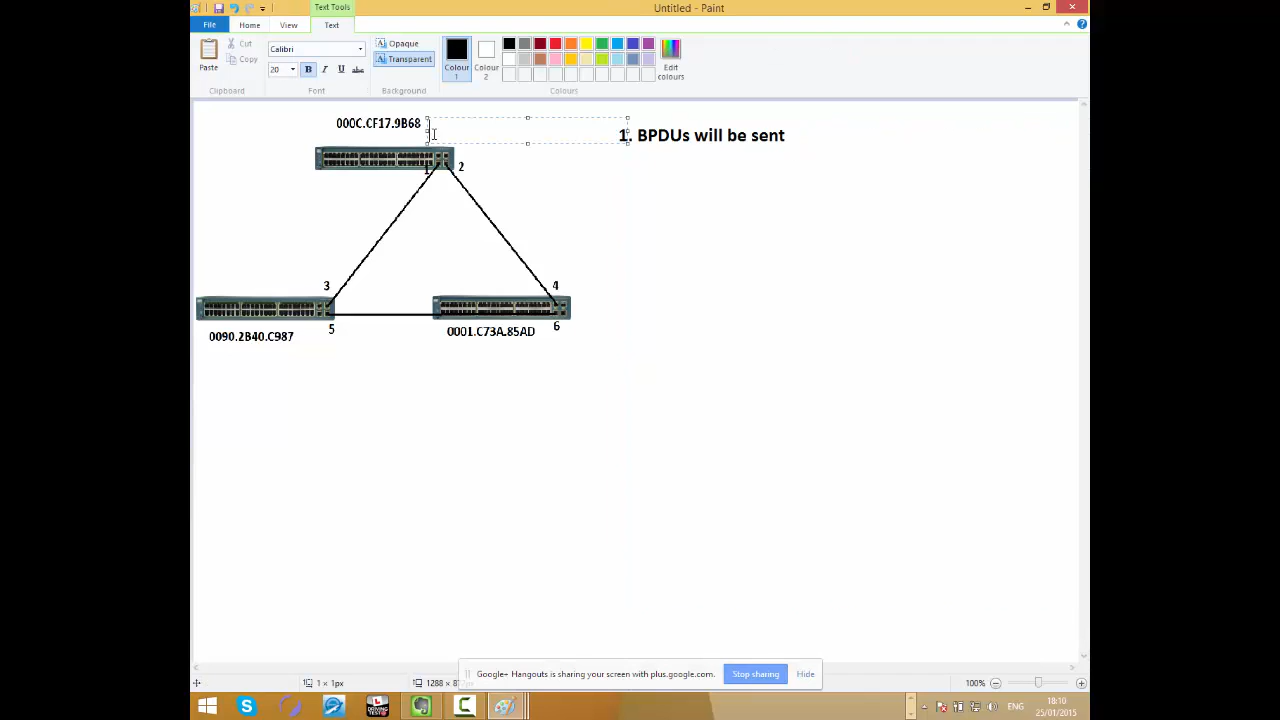 Text Tools
Untitled - Paint
File
Home
View
Text
Paste
Cut
Copy
Clipboard
Calibri
20
B
I
U
abc
Font
Opaque
Transparent
Background
Colour 1
Colour 2
Edit colours
Colours
000C.CF17.9B68
1. BPDUs will be sent
1
2
3
4
5
6
0090.2B40.C987
0001.C73A.85AD
Google+ Hangouts is sharing your screen with plus.google.com.
Stop sharing
Hide
1 × 1px
100%
ENG
18:10
25/01/2015